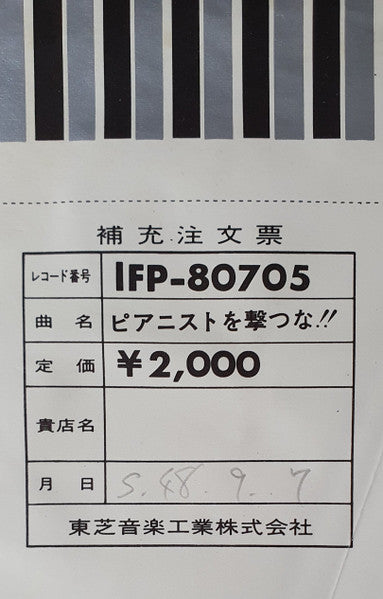 補充注文票
レコード番号 IFP-80705
曲名 ピアニストを撃つな!!
定価 ¥2,000
貴店名
月日 S.48.9.7
東芝音楽工業株式会社